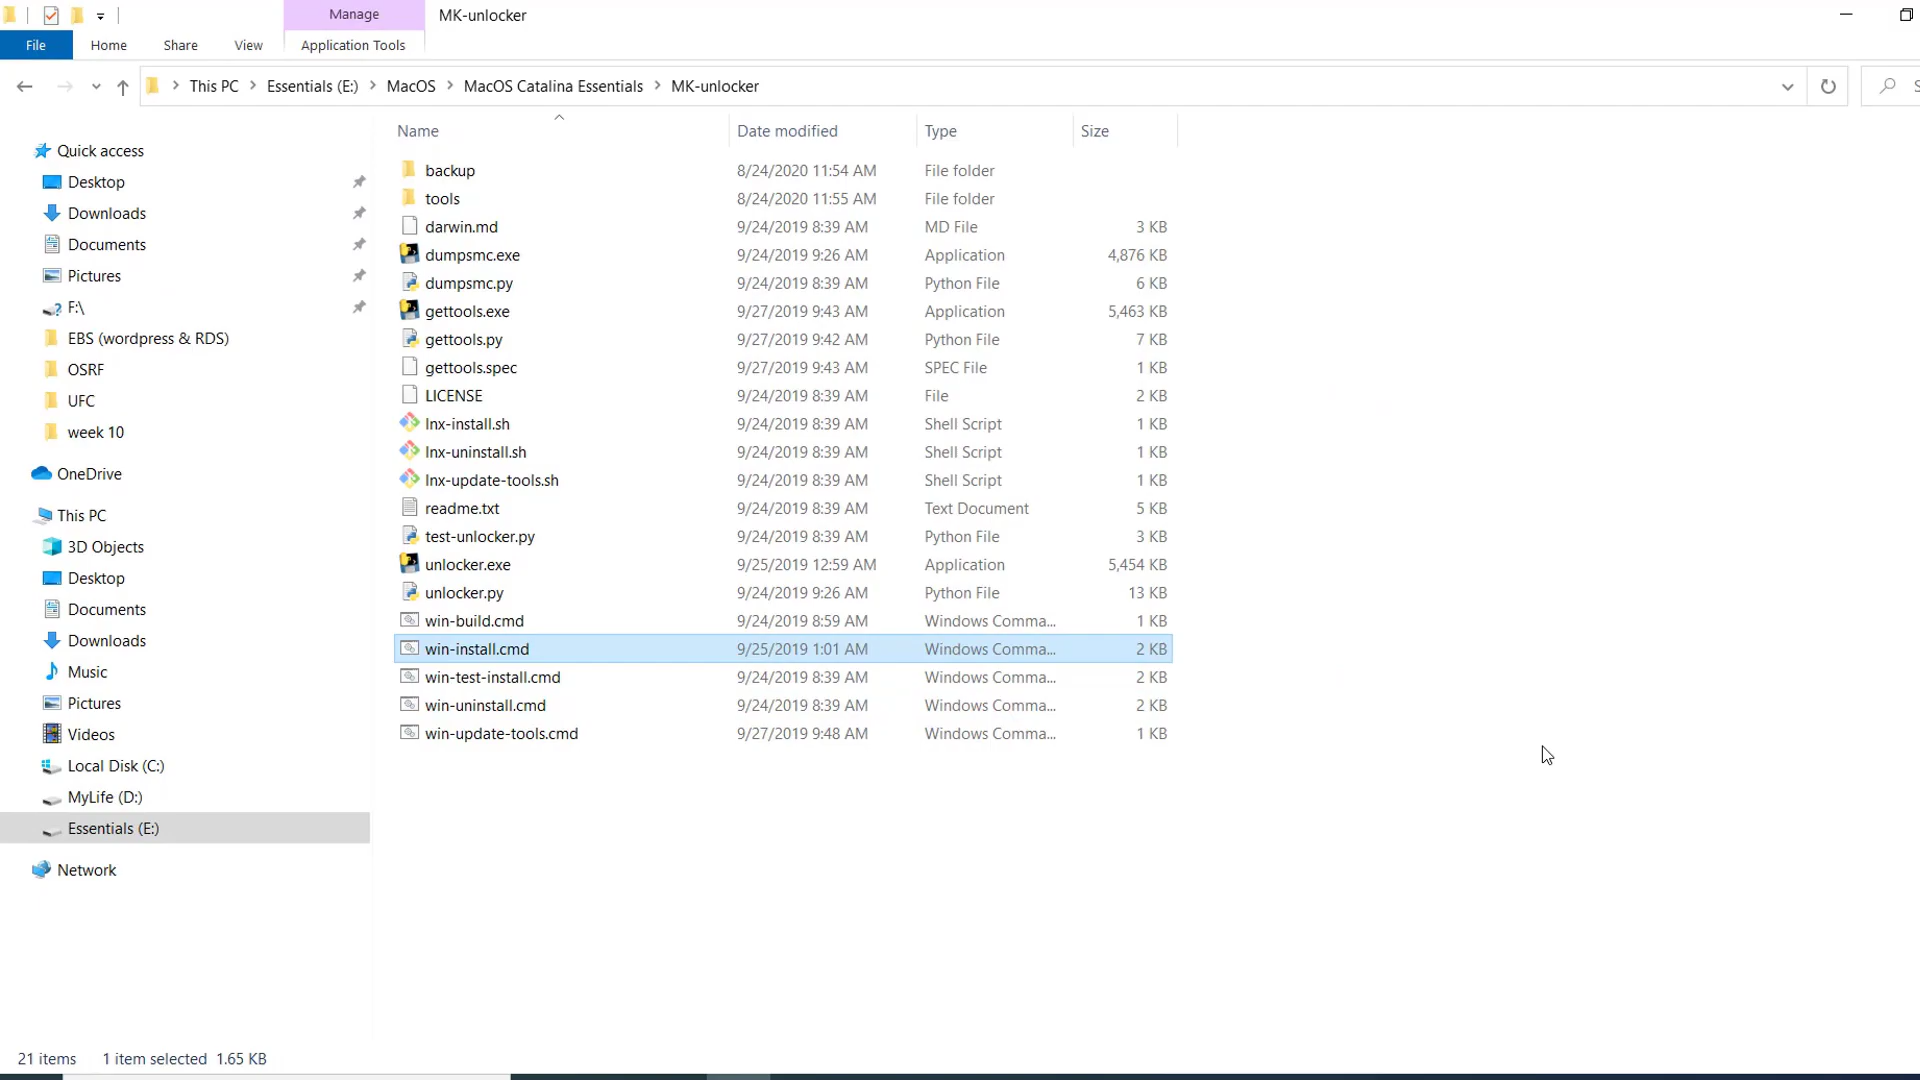 Manage
MK-unlocker
File
Home
Share
View
Application Tools
This PC
Essentials (E:)
MacOS
MacOS Catalina Essentials
MK-unlocker
S
Name
Date modified
Type
Size
Quick access
Desktop
Downloads
Documents
Pictures
F:\
EBS (wordpress & RDS)
OSRF
UFC
week 10
OneDrive
This PC
3D Objects
Desktop
Documents
Downloads
Music
Pictures
Videos
Local Disk (C:)
MyLife (D:)
Essentials (E:)
Network
backup 8/24/2020 11:54 AM File folder
tools 8/24/2020 11:55 AM File folder
darwin.md 9/24/2019 8:39 AM MD File 3 KB
dumpsmc.exe 9/24/2019 9:26 AM Application 4,876 KB
dumpsmc.py 9/24/2019 8:39 AM Python File 6 KB
gettools.exe 9/27/2019 9:43 AM Application 5,463 KB
gettools.py 9/27/2019 9:42 AM Python File 7 KB
gettools.spec 9/27/2019 9:43 AM SPEC File 1 KB
LICENSE 9/24/2019 8:39 AM File 2 KB
lnx-install.sh 9/24/2019 8:39 AM Shell Script 1 KB
lnx-uninstall.sh 9/24/2019 8:39 AM Shell Script 1 KB
lnx-update-tools.sh 9/24/2019 8:39 AM Shell Script 1 KB
readme.txt 9/24/2019 8:39 AM Text Document 5 KB
test-unlocker.py 9/24/2019 8:39 AM Python File 3 KB
unlocker.exe 9/25/2019 12:59 AM Application 5,454 KB
unlocker.py 9/24/2019 9:26 AM Python File 13 KB
win-build.cmd 9/24/2019 8:59 AM Windows Comma... 1 KB
win-install.cmd 9/25/2019 1:01 AM Windows Comma... 2 KB
win-test-install.cmd 9/24/2019 8:39 AM Windows Comma... 2 KB
win-uninstall.cmd 9/24/2019 8:39 AM Windows Comma... 2 KB
win-update-tools.cmd 9/27/2019 9:48 AM Windows Comma... 1 KB
21 items 1 item selected 1.65 KB